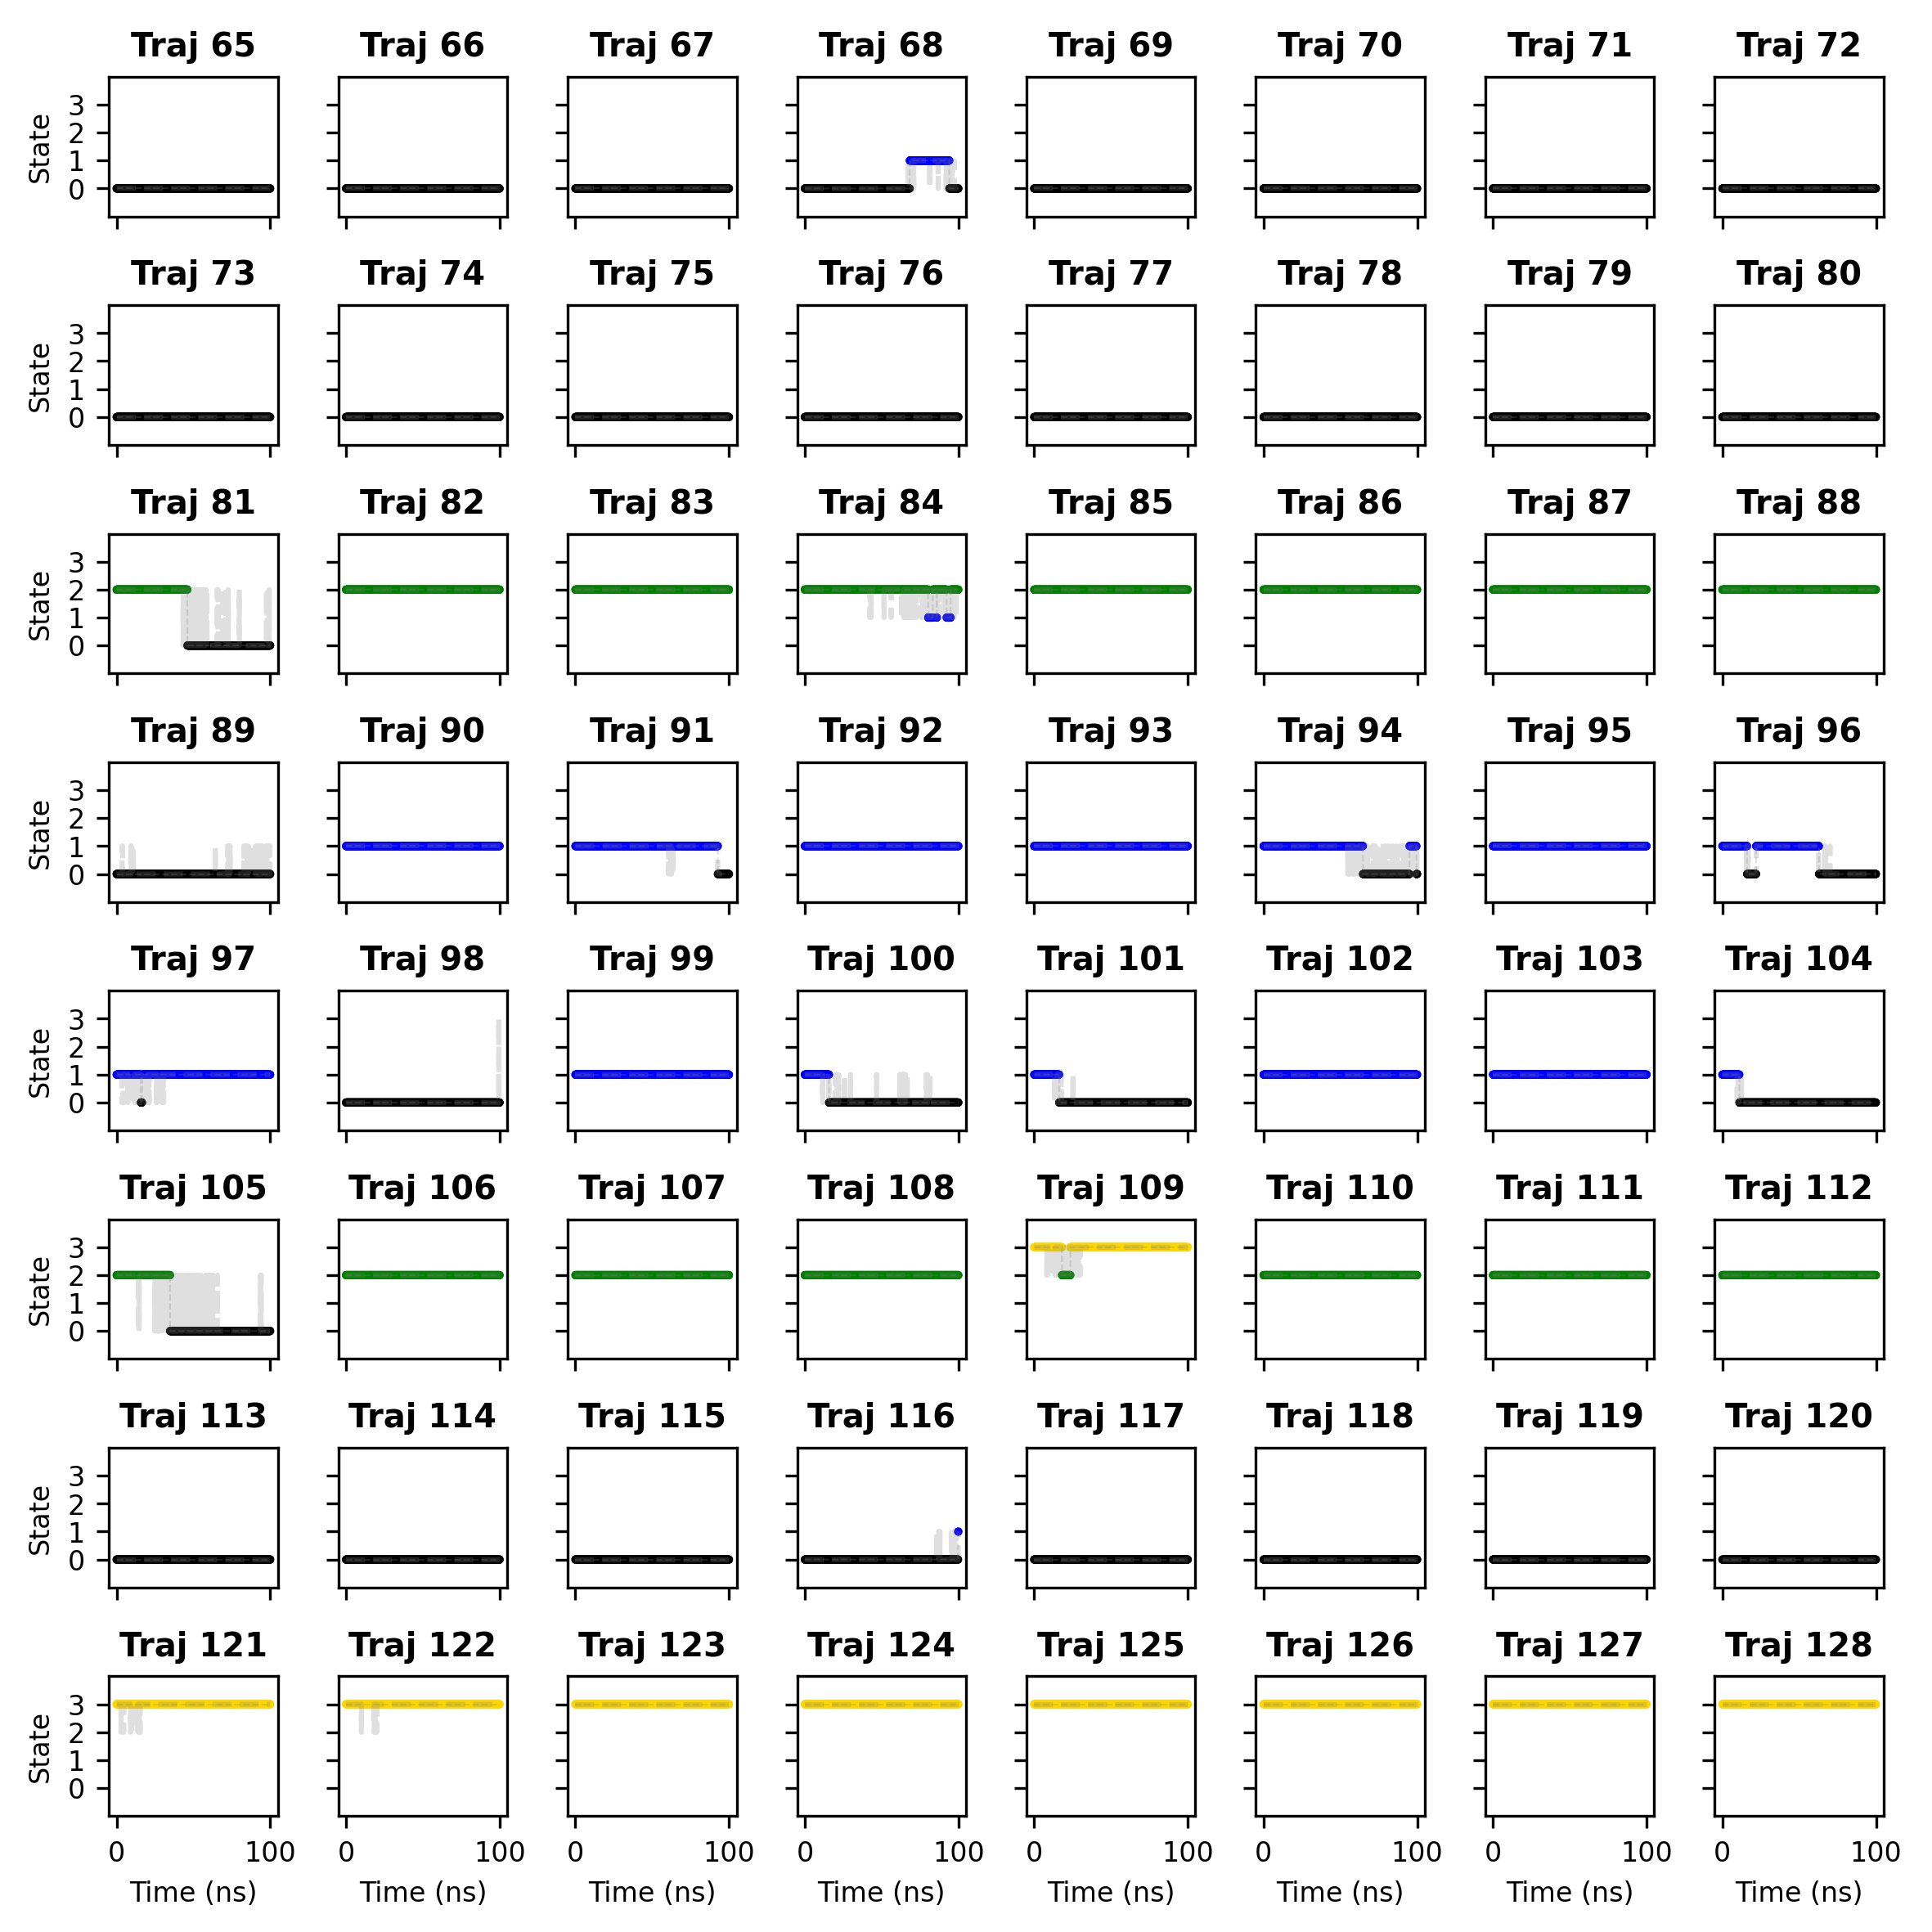 Traj 65 Traj 66 Traj 67 Traj 68 Traj 69 Traj 70 Traj 71 Traj 72
3
2
1
0
State
Traj 73 Traj 74 Traj 75 Traj 76 Traj 77 Traj 78 Traj 79 Traj 80
3
2
1
0
State
Traj 81 Traj 82 Traj 83 Traj 84 Traj 85 Traj 86 Traj 87 Traj 88
3
2
1
0
State
Traj 89 Traj 90 Traj 91 Traj 92 Traj 93 Traj 94 Traj 95 Traj 96
3
2
1
0
State
Traj 97 Traj 98 Traj 99 Traj 100 Traj 101 Traj 102 Traj 103 Traj 104
3
2
1
0
State
Traj 105 Traj 106 Traj 107 Traj 108 Traj 109 Traj 110 Traj 111 Traj 112
3
2
1
0
State
Traj 113 Traj 114 Traj 115 Traj 116 Traj 117 Traj 118 Traj 119 Traj 120
3
2
1
0
State
Traj 121 Traj 122 Traj 123 Traj 124 Traj 125 Traj 126 Traj 127 Traj 128
3
2
1
0
State
0 100 0 100 0 100 0 100 0 100 0 100 0 100 0 100
Time (ns) Time (ns) Time (ns) Time (ns) Time (ns) Time (ns) Time (ns) Time (ns)